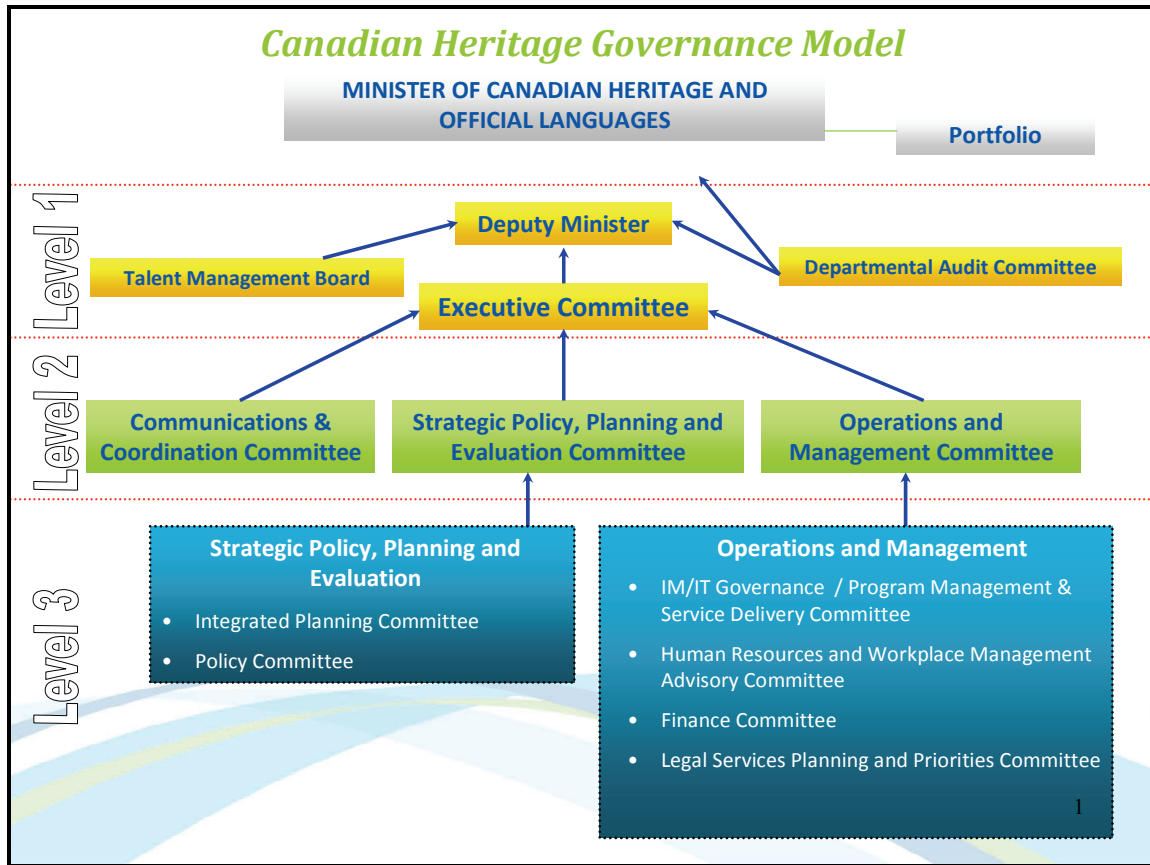 Canadian Heritage Governance Model
MINISTER OF CANADIAN HERITAGE AND
OFFICIAL LANGUAGES
Portfolio
Level 1
Deputy Minister
Talent Management Board
Departmental Audit Committee
Executive Committee
Level 2
Communications &
Coordination Committee
Strategic Policy, Planning and
Evaluation Committee
Operations and
Management Committee
Level 3
Strategic Policy, Planning and
Evaluation
• Integrated Planning Committee
• Policy Committee
Operations and Management
• IM/IT Governance / Program Management &
Service Delivery Committee
• Human Resources and Workplace Management
Advisory Committee
• Finance Committee
• Legal Services Planning and Priorities Committee
1